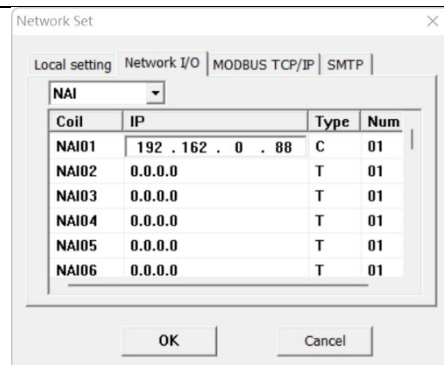 Network Set
Local setting Network I/O MODBUS TCP/IP SMTP
NAI
Coil IP Type Num
NAI01 192 . 162 . 0 . 88 C 01
NAI02 0.0.0.0 T 01
NAI03 0.0.0.0 T 01
NAI04 0.0.0.0 T 01
NAI05 0.0.0.0 T 01
NAI06 0.0.0.0 T 01
OK Cancel